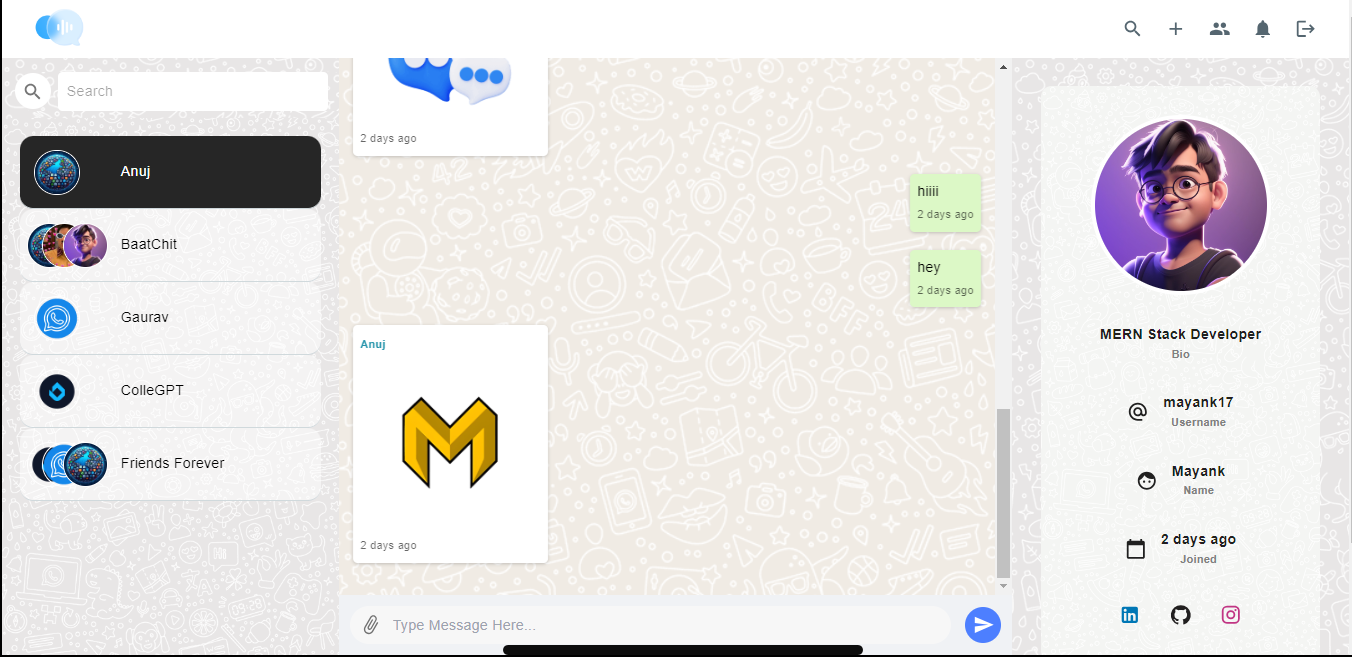 Search
Anuj
BaatChit
Gaurav
ColleGPT
Friends Forever
2 days ago
hiiii
2 days ago
hey
2 days ago
Anuj
M
2 days ago
Type Message Here...
MERN Stack Developer
Bio
mayank17
Username
Mayank
Name
2 days ago
Joined
in